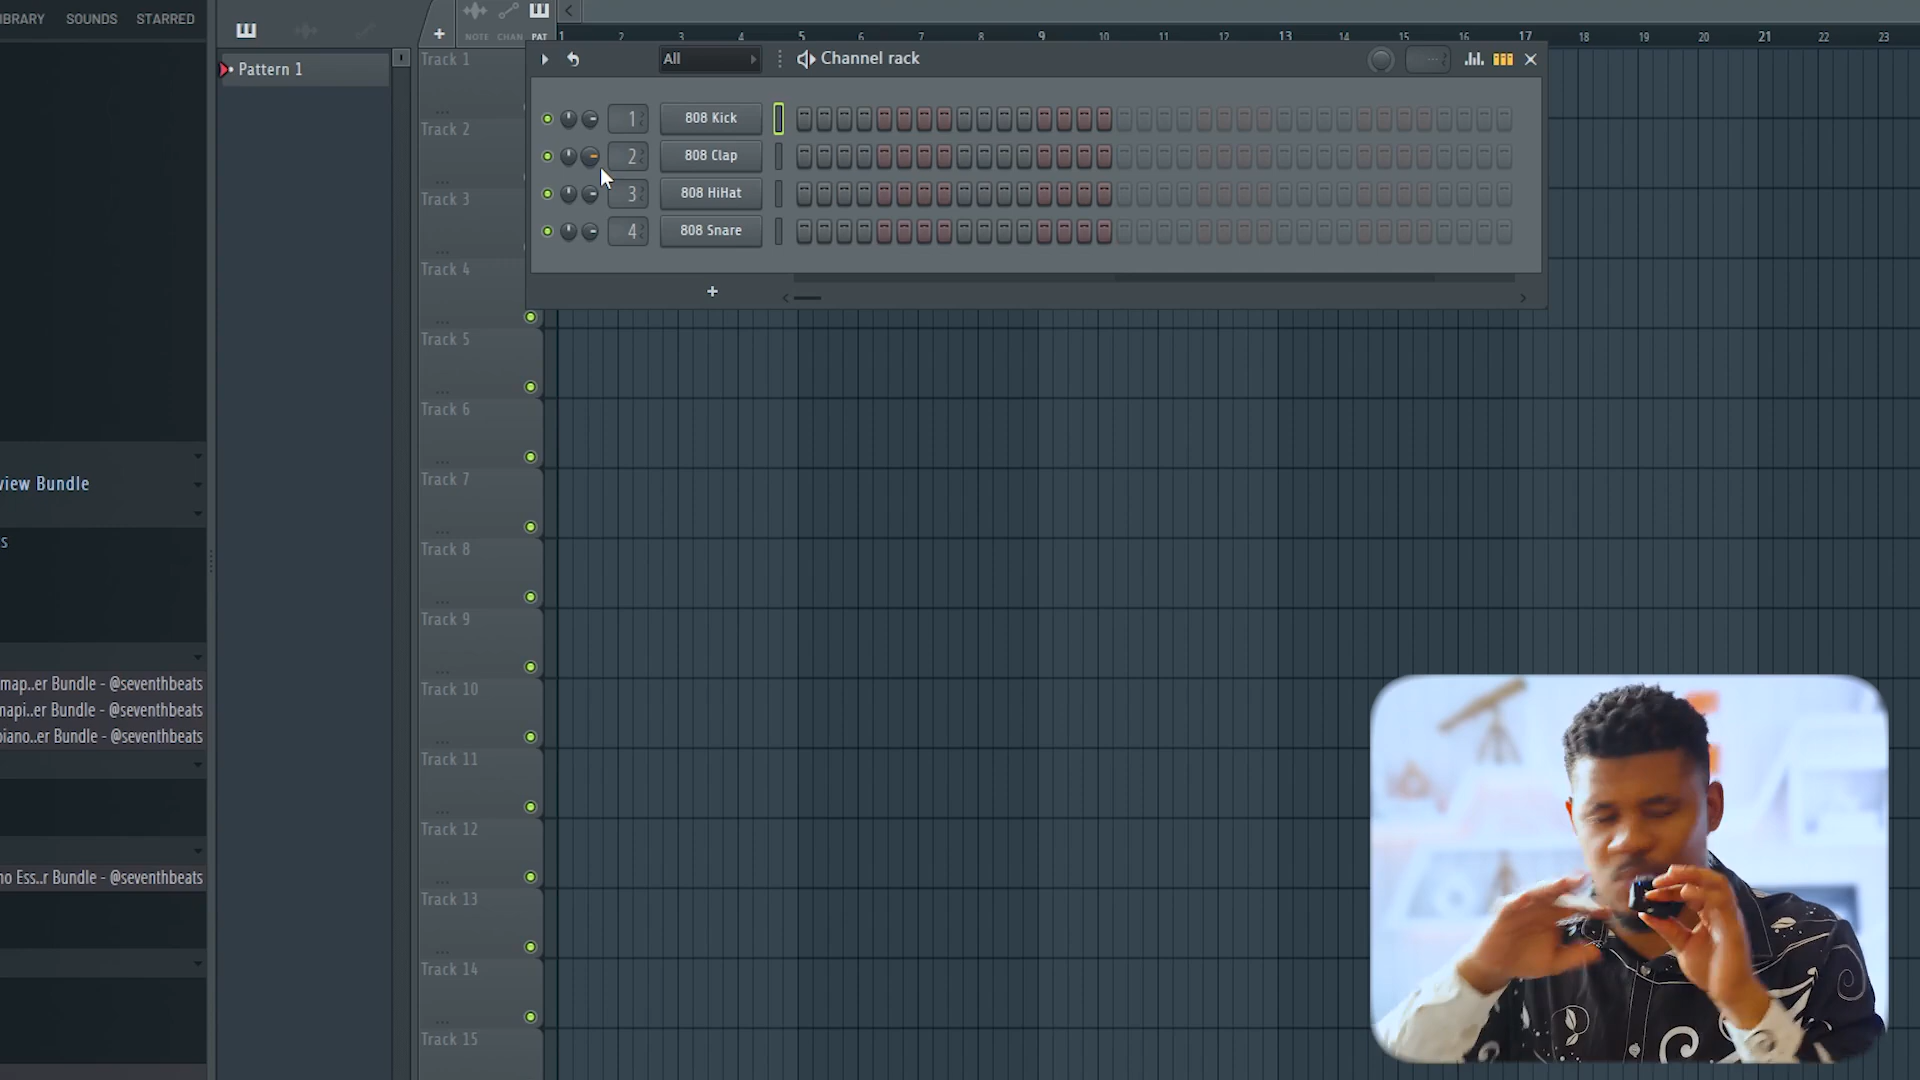 IBRARY SOUNDS STARRED
NOTE CHAN PAT
1 2 3 4 5 6 7 8 9 10 11 12 13 14 15 16 17 18 19 20 21 22 23
Pattern 1
All
Channel rack
1 808 Kick
2 808 Clap
3 808 HiHat
4 808 Snare
Track 1
Track 2
Track 3
Track 4
Track 5
Track 6
Track 7
Track 8
Track 9
Track 10
Track 11
Track 12
Track 13
Track 14
Track 15
view Bundle
s
map..er Bundle - @seventhbeats
mapi..er Bundle - @seventhbeats
piano..er Bundle - @seventhbeats
no Ess..r Bundle - @seventhbeats